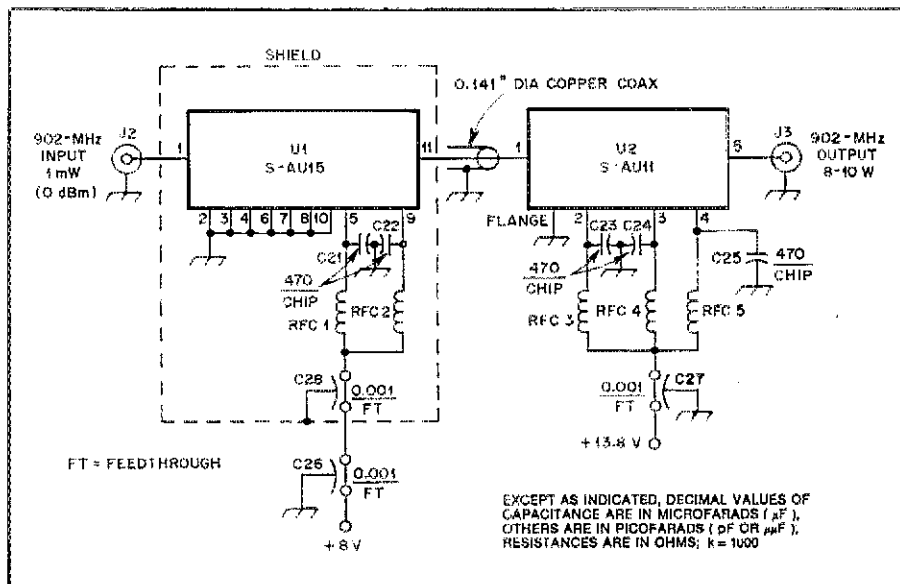 SHIELD
0.141" DIA COPPER COAX
902-MHz
INPUT
1 mW
(0 dBm)
J2
1
U1
S-AU15
11
1
U2
S-AU11
5
J3
902-MHz
OUTPUT
8-10 W
2
3
4
6
7
8
10
5
9
C21
C22
470
CHIP
RFC 1
RFC 2
FLANGE
2
3
4
C23
C24
470
CHIP
C25
470
CHIP
RFC 3
RFC 4
RFC 5
C28
0.001
FT
0.001
FT
C27
+13.8 V
FT = FEEDTHROUGH
C26
0.001
FT
+8 V
EXCEPT AS INDICATED, DECIMAL VALUES OF
CAPACITANCE ARE IN MICROFARADS ( µF ),
OTHERS ARE IN PICOFARADS ( pF OR µµF ),
RESISTANCES ARE IN OHMS; k = 1000